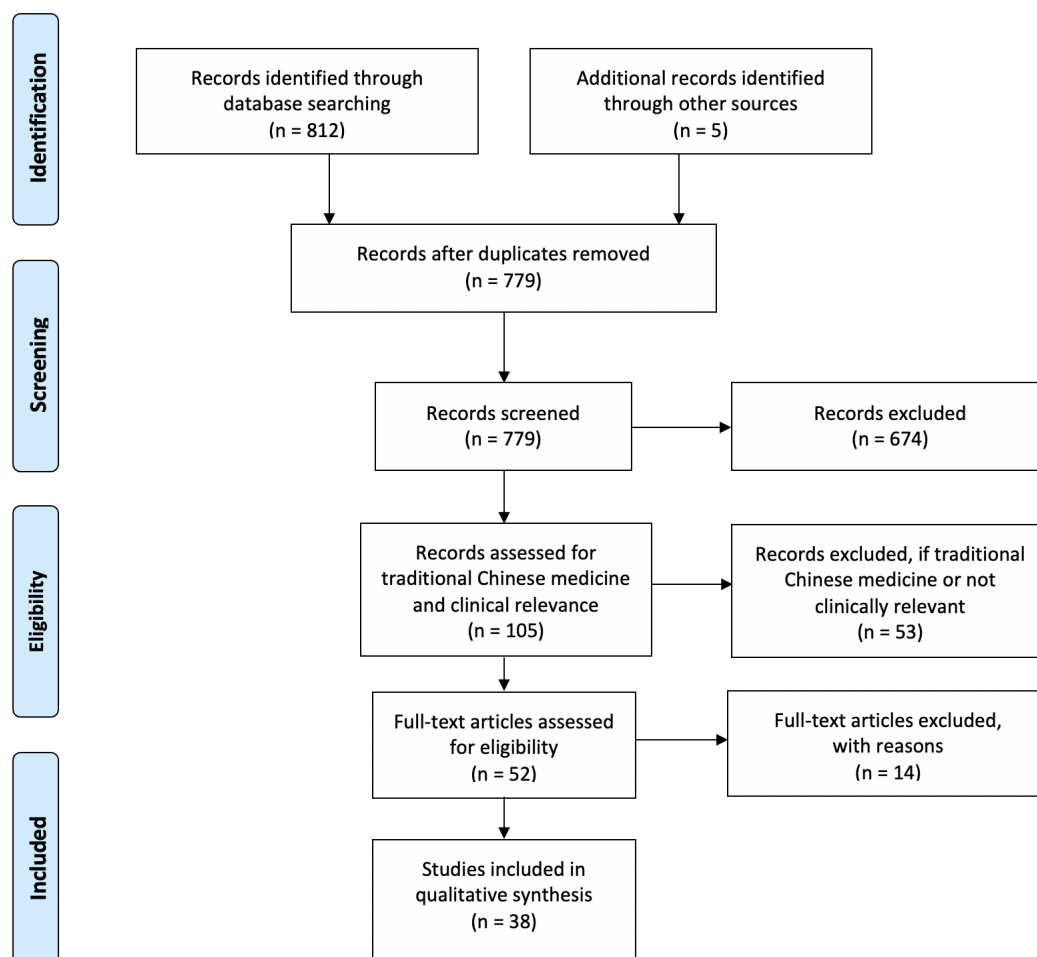 Identification
Records identified through
database searching
(n = 812)
Additional records identified
through other sources
(n = 5)
Records after duplicates removed
(n = 779)
Screening
Records screened
(n = 779)
Records excluded
(n = 674)
Eligibility
Records assessed for
traditional Chinese medicine
and clinical relevance
(n = 105)
Records excluded, if traditional
Chinese medicine or not
clinically relevant
(n = 53)
Full-text articles assessed
for eligibility
(n = 52)
Full-text articles excluded,
with reasons
(n = 14)
Included
Studies included in
qualitative synthesis
(n = 38)